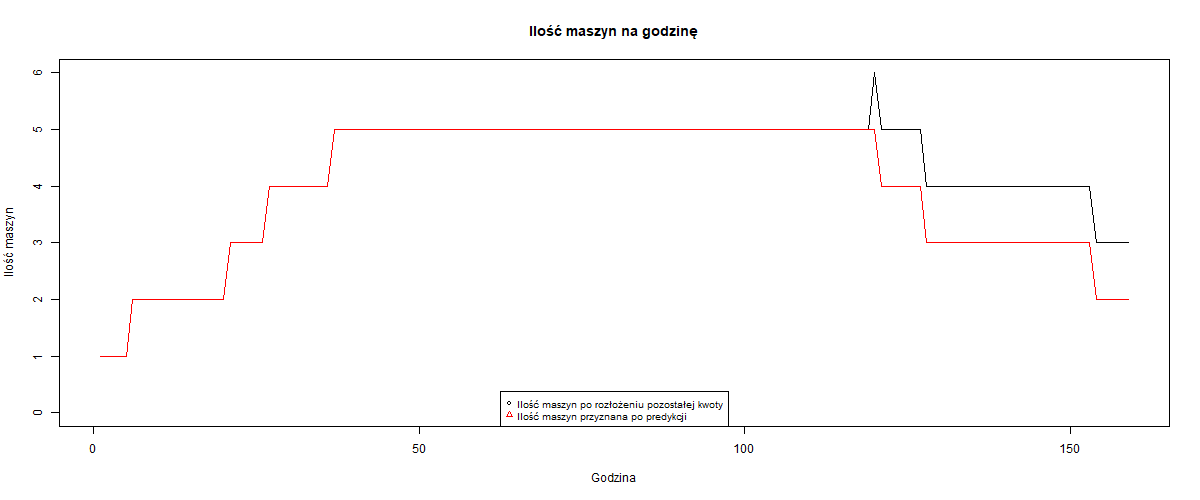 Ilość maszyn na godzinę
Ilość maszyn
6
5
4
3
2
1
0
Ilość maszyn po rozłożeniu pozostałej kwoty
Ilość maszyn przyznana po predykcji
0 50 100 150
Godzina